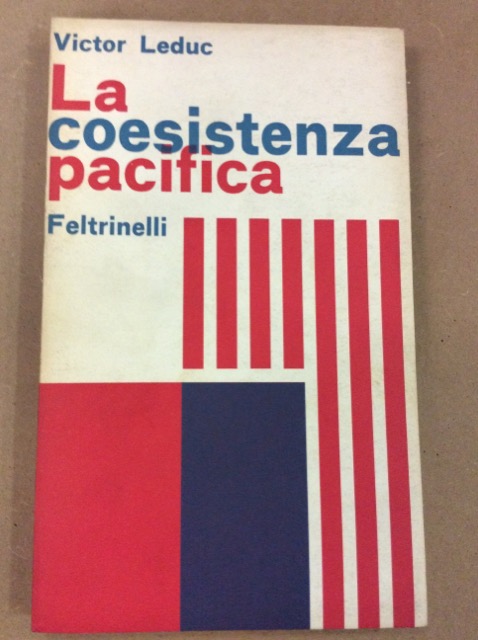 Victor Leduc
La
coesistenza
pacifica
Feltrinelli